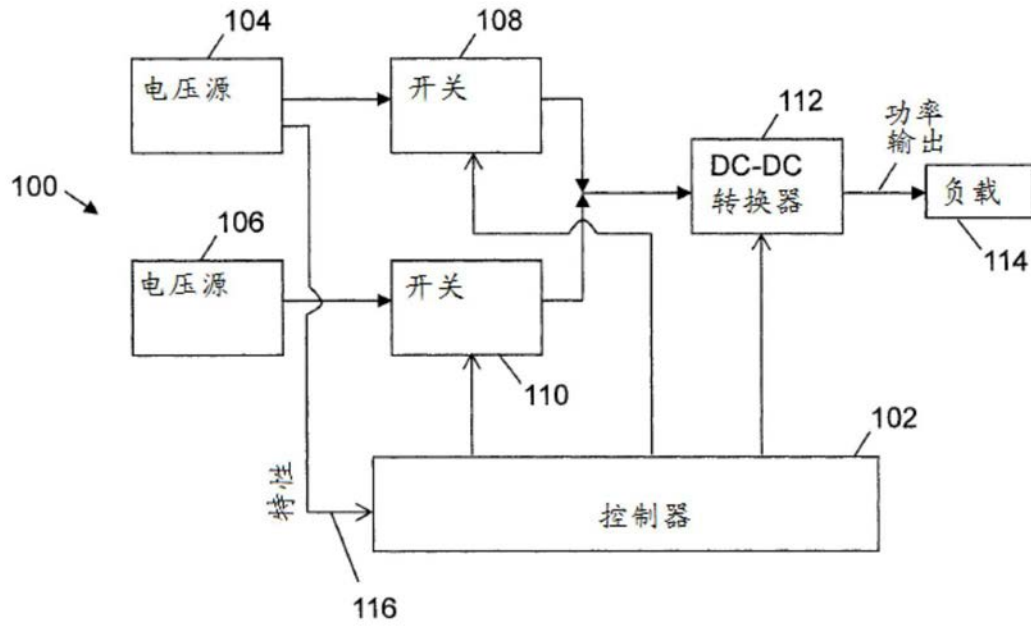 104
108
电压源
开关
112
功率
输出
DC-DC
转换器
负载
100
106
114
电压源
开关
110
102
特性
控制器
116